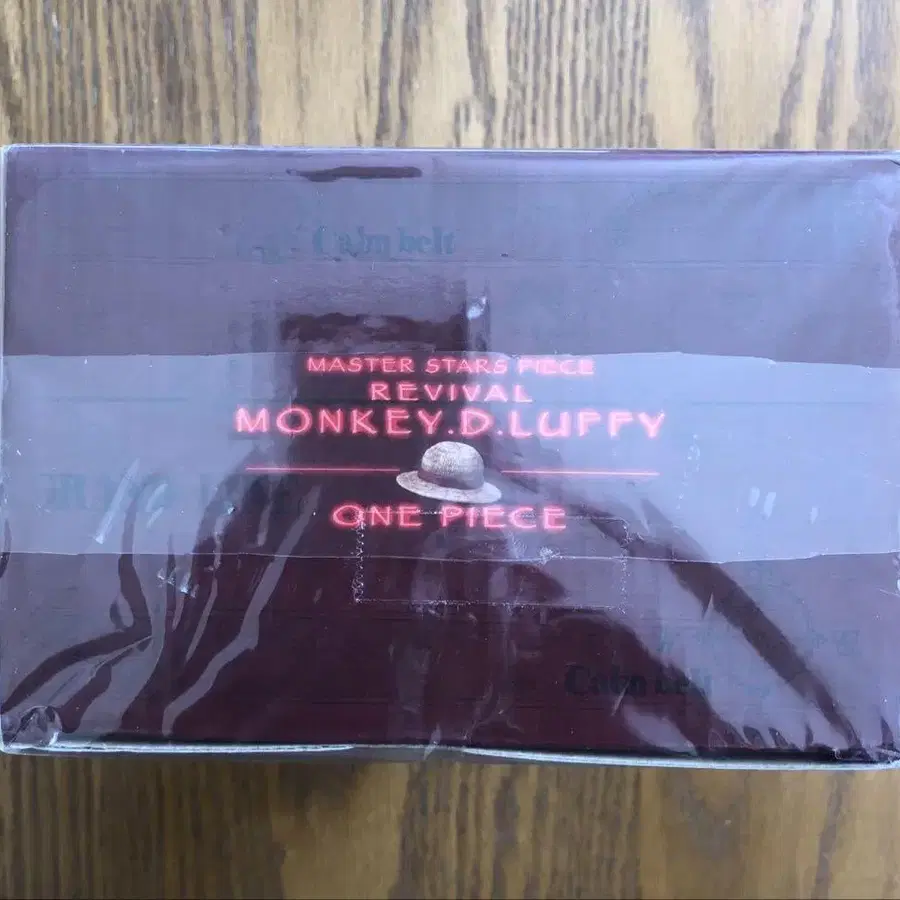 Calm belt
MASTER STARS PIECE
REVIVAL
MONKEY.D.LUFFY
ONE PIECE
Calm belt